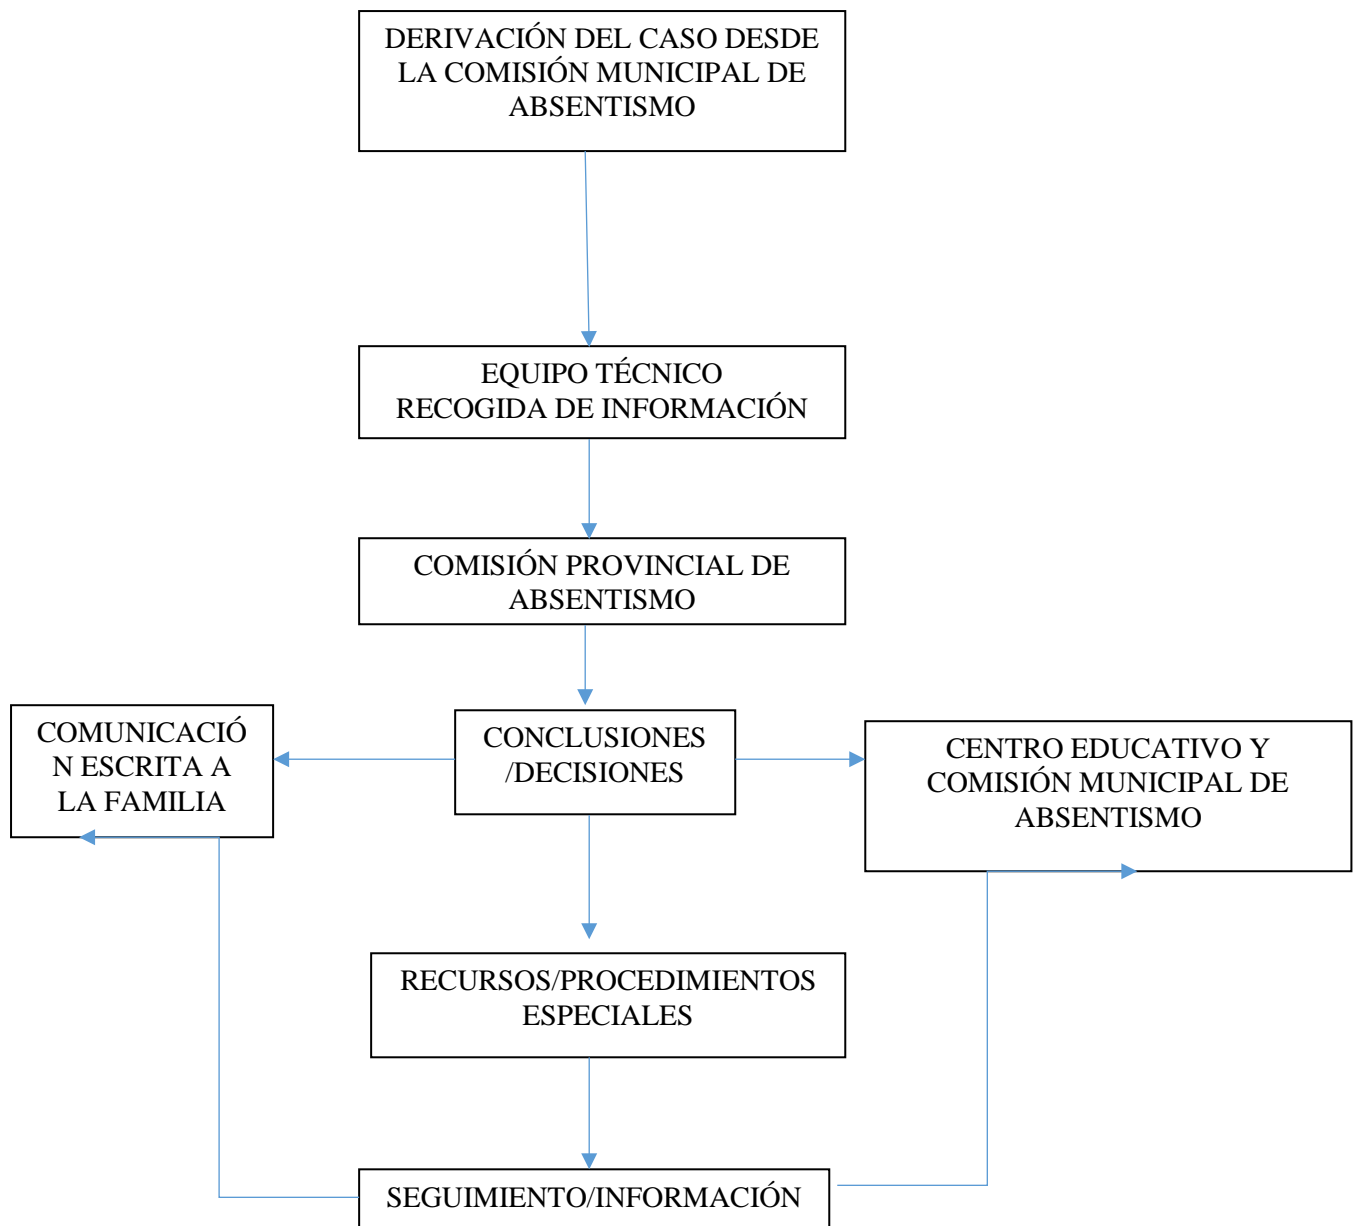 DERIVACIÓN DEL CASO DESDE
LA COMISIÓN MUNICIPAL DE
ABSENTISMO
EQUIPO TÉCNICO
RECOGIDA DE INFORMACIÓN
COMISIÓN PROVINCIAL DE
ABSENTISMO
COMUNICACIÓ
N ESCRITA A
LA FAMILIA
CONCLUSIONES
/DECISIONES
CENTRO EDUCATIVO Y
COMISIÓN MUNICIPAL DE
ABSENTISMO
RECURSOS/PROCEDIMIENTOS
ESPECIALES
SEGUIMIENTO/INFORMACIÓN